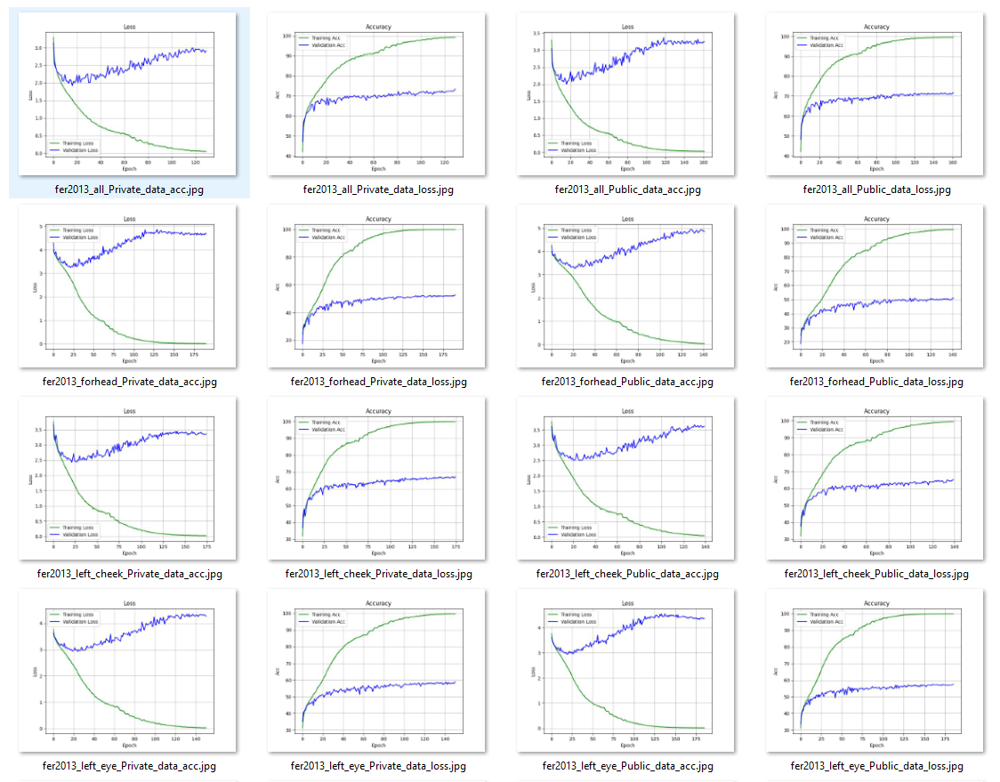 Loss
3.0
2.5
2.0
1.5
1.0
0.5
0.0
Loss
Training Loss
Validation Loss
0 20 40 60 80 100 120
Epoch
fer2013_all_Private_data_acc.jpg
Accuracy
Training Acc
Validation Acc
100
90
80
70
60
50
40
Acc
0 20 40 60 80 100 120
Epoch
fer2013_all_Private_data_loss.jpg
Loss
3.5
3.0
2.5
2.0
1.5
1.0
0.5
0.0
Loss
Training Loss
Validation Loss
0 20 40 60 80 100 120 140 160
Epoch
fer2013_all_Public_data_acc.jpg
Accuracy
Training Acc
Validation Acc
100
90
80
70
60
50
40
Acc
0 20 40 60 80 100 120 140 160
Epoch
fer2013_all_Public_data_loss.jpg
Loss
Training Loss
Validation Loss
5
4
3
2
1
0
Loss
0 25 50 75 100 125 150 175
Epoch
fer2013_forhead_Private_data_acc.jpg
Accuracy
Training Acc
Validation Acc
100
80
60
40
20
Acc
0 25 50 75 100 125 150 175
Epoch
fer2013_forhead_Private_data_loss.jpg
Loss
Training Loss
Validation Loss
5
4
3
2
1
0
Loss
0 20 40 60 80 100 120 140
Epoch
fer2013_forhead_Public_data_acc.jpg
Accuracy
Training Acc
Validation Acc
100
90
80
70
60
50
40
30
20
Acc
0 20 40 60 80 100 120 140
Epoch
fer2013_forhead_Public_data_loss.jpg
Loss
3.5
3.0
2.5
2.0
1.5
1.0
0.5
0.0
Loss
Training Loss
Validation Loss
0 25 50 75 100 125 150 175
Epoch
fer2013_left_cheek_Private_data_acc.jpg
Accuracy
Training Acc
Validation Acc
100
90
80
70
60
50
40
30
Acc
0 25 50 75 100 125 150 175
Epoch
fer2013_left_cheek_Private_data_loss.jpg
Loss
3.5
3.0
2.5
2.0
1.5
1.0
0.5
0.0
Loss
Training Loss
Validation Loss
0 20 40 60 80 100 120 140
Epoch
fer2013_left_cheek_Public_data_acc.jpg
Accuracy
Training Acc
Validation Acc
100
90
80
70
60
50
40
30
Acc
0 20 40 60 80 100 120 140
Epoch
fer2013_left_cheek_Public_data_loss.jpg
Loss
Training Loss
Validation Loss
4
3
2
1
0
Loss
0 20 40 60 80 100 120 140
Epoch
fer2013_left_eye_Private_data_acc.jpg
Accuracy
Training Acc
Validation Acc
100
90
80
70
60
50
40
30
Acc
0 20 40 60 80 100 120 140
Epoch
fer2013_left_eye_Private_data_loss.jpg
Loss
Training Loss
Validation Loss
4
3
2
1
0
Loss
0 25 50 75 100 125 150 175
Epoch
fer2013_left_eye_Public_data_acc.jpg
Accuracy
Training Acc
Validation Acc
100
90
80
70
60
50
40
30
Acc
0 25 50 75 100 125 150 175
Epoch
fer2013_left_eye_Public_data_loss.jpg